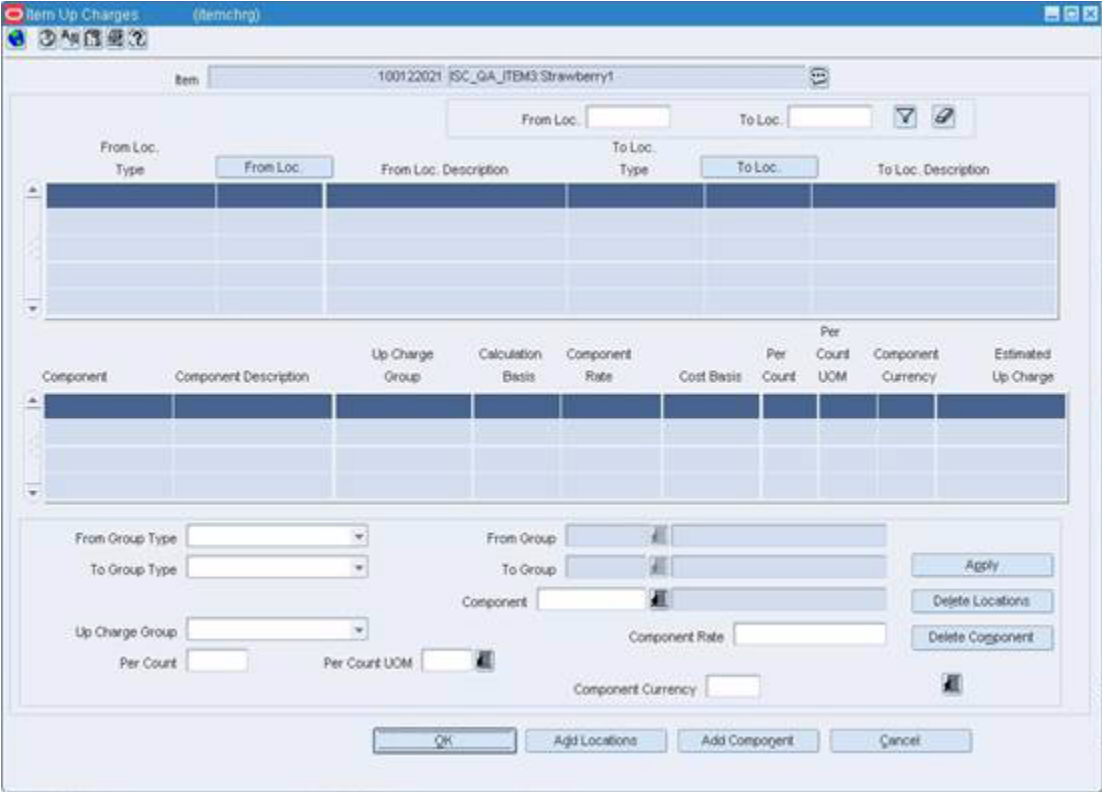 Item Up Charges (itemchrg)
Item 100122021 ISC_QA_ITEM3:Strawberry1
From Loc. To Loc.
From Loc. To Loc.
Type From Loc. From Loc. Description Type To Loc. To Loc. Description
Per
Up Charge Calculation Component Per Count Component Estimated
Component Component Description Group Basis Rate Cost Basis Count UOM Currency Up Charge
From Group Type From Group
To Group Type To Group Apply
Component Delete Locations
Up Charge Group Component Rate Delete Component
Per Count Per Count UOM
Component Currency
OK Add Locations Add Component Cancel